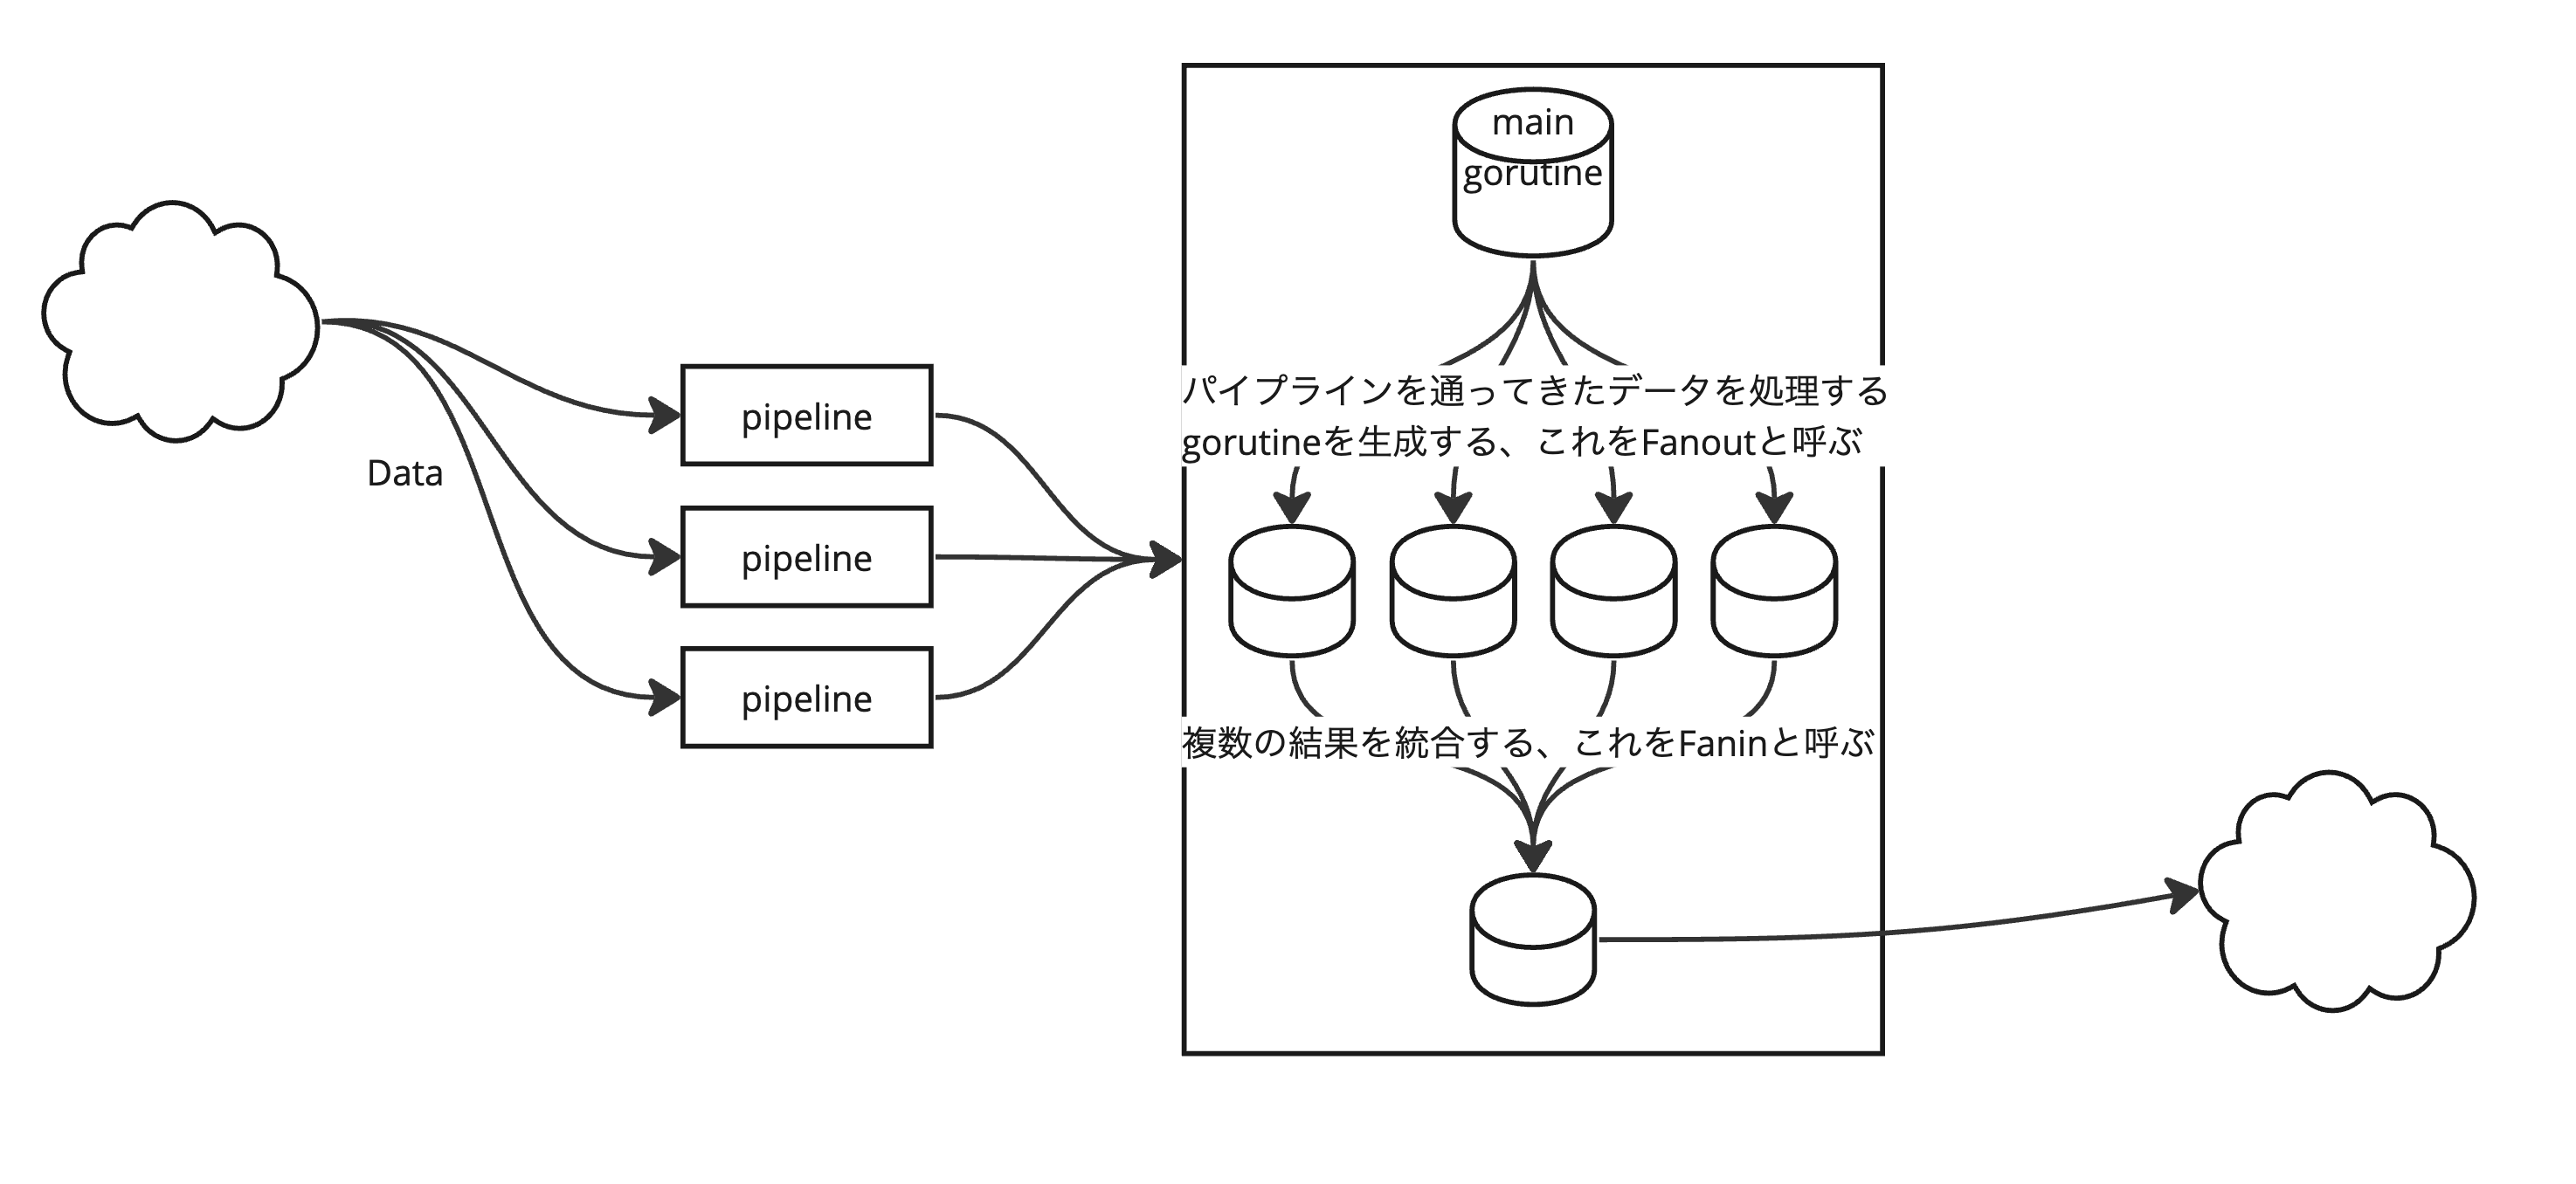 Data
pipeline
pipeline
pipeline
main
gorutine
パイプラインを通ってきたデータを処理する
gorutineを生成する、これをFanoutと呼ぶ
複数の結果を統合する、これをFaninと呼ぶ